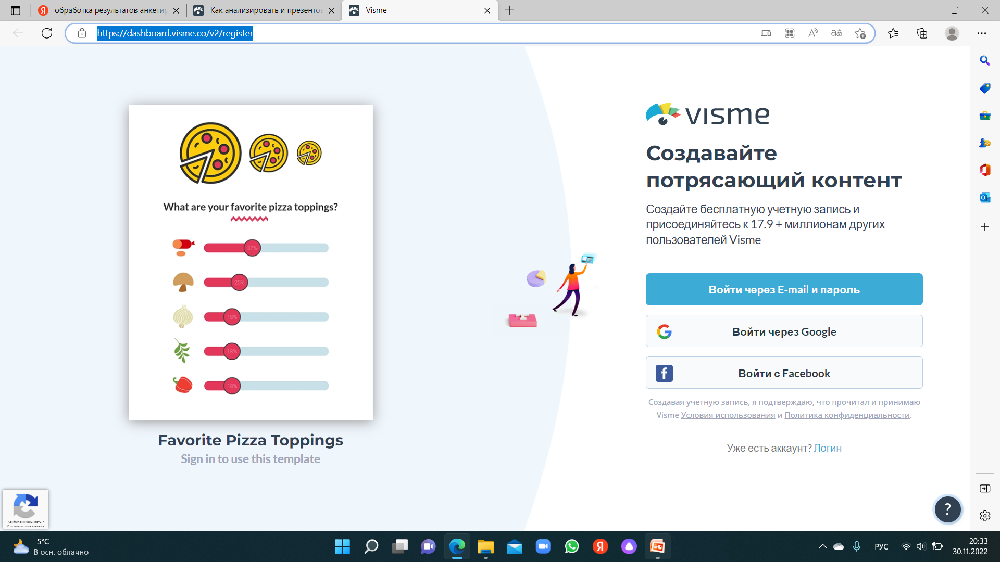 обработка результатов анкетир
Как анализировать и презентов
Visme
https://dashboard.visme.co/v2/register
What are your favorite pizza toppings?
37%
25%
18%
18%
18%
Favorite Pizza Toppings
Sign in to use this template
visme
Создавайте
потрясающий контент
Создайте бесплатную учетную запись и
присоединяйтесь к 17.9 + миллионам других
пользователей Visme
Войти через E-mail и пароль
Войти через Google
Войти с Facebook
Создавая учетную запись, я подтверждаю, что прочитал и принимаю
Visme Условия использования и Политика конфиденциальности.
Уже есть аккаунт? Логин
Конфиденциальность -
Условия использования
-5°C
В осн. облачно
РУС
20:33
30.11.2022